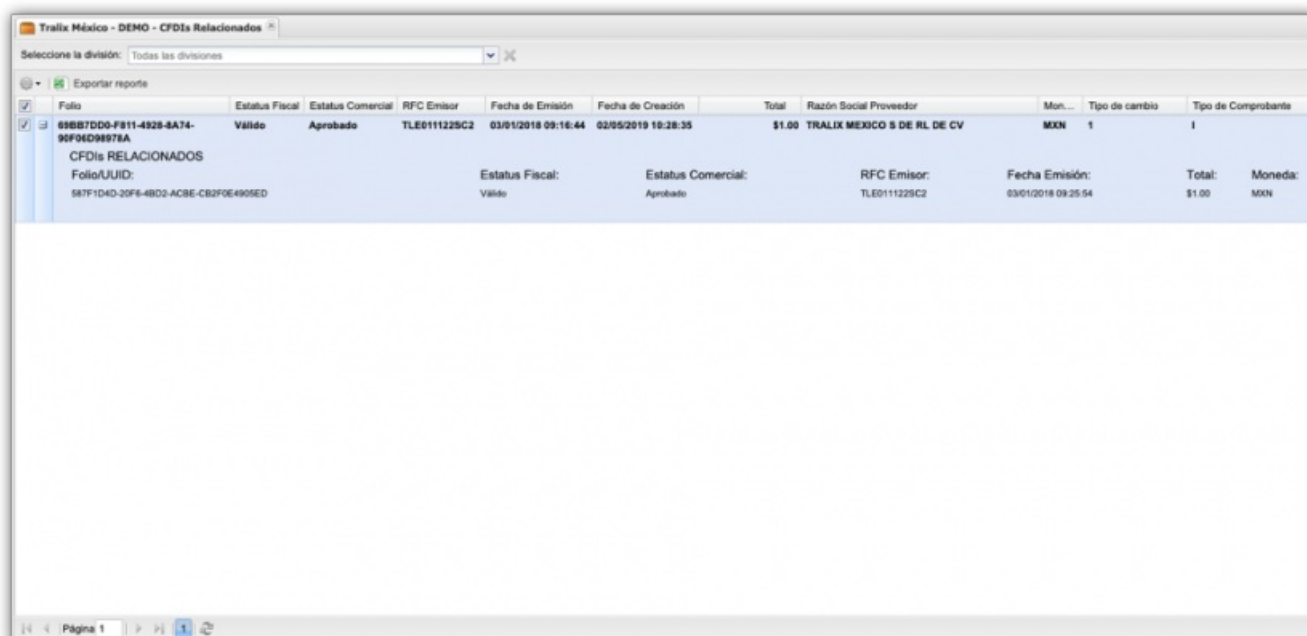 Tralix México - DEMO - CFDIs Relacionados
Seleccione la división: Todas las divisiones
Exportar reporte
Folio Estatus Fiscal Estatus Comercial RFC Emisor Fecha de Emisión Fecha de Creación Total Razón Social Proveedor Mon... Tipo de cambio Tipo de Comprobante
69BB7DD0-F811-4928-8A74- Válido Aprobado TLE011122SC2 03/01/2018 09:16:44 02/05/2019 10:28:35 $1.00 TRALIX MEXICO S DE RL DE CV MXN 1 I
90F06D98978A
CFDIs RELACIONADOS
Folio/UUID: Estatus Fiscal: Estatus Comercial: RFC Emisor: Fecha Emisión: Total: Moneda:
587F1D4D-20F6-4BD2-ACBE-CB2F0E4905ED Válido Aprobado TLE011122SC2 03/01/2018 09:25:54 $1.00 MXN
Página 1 1